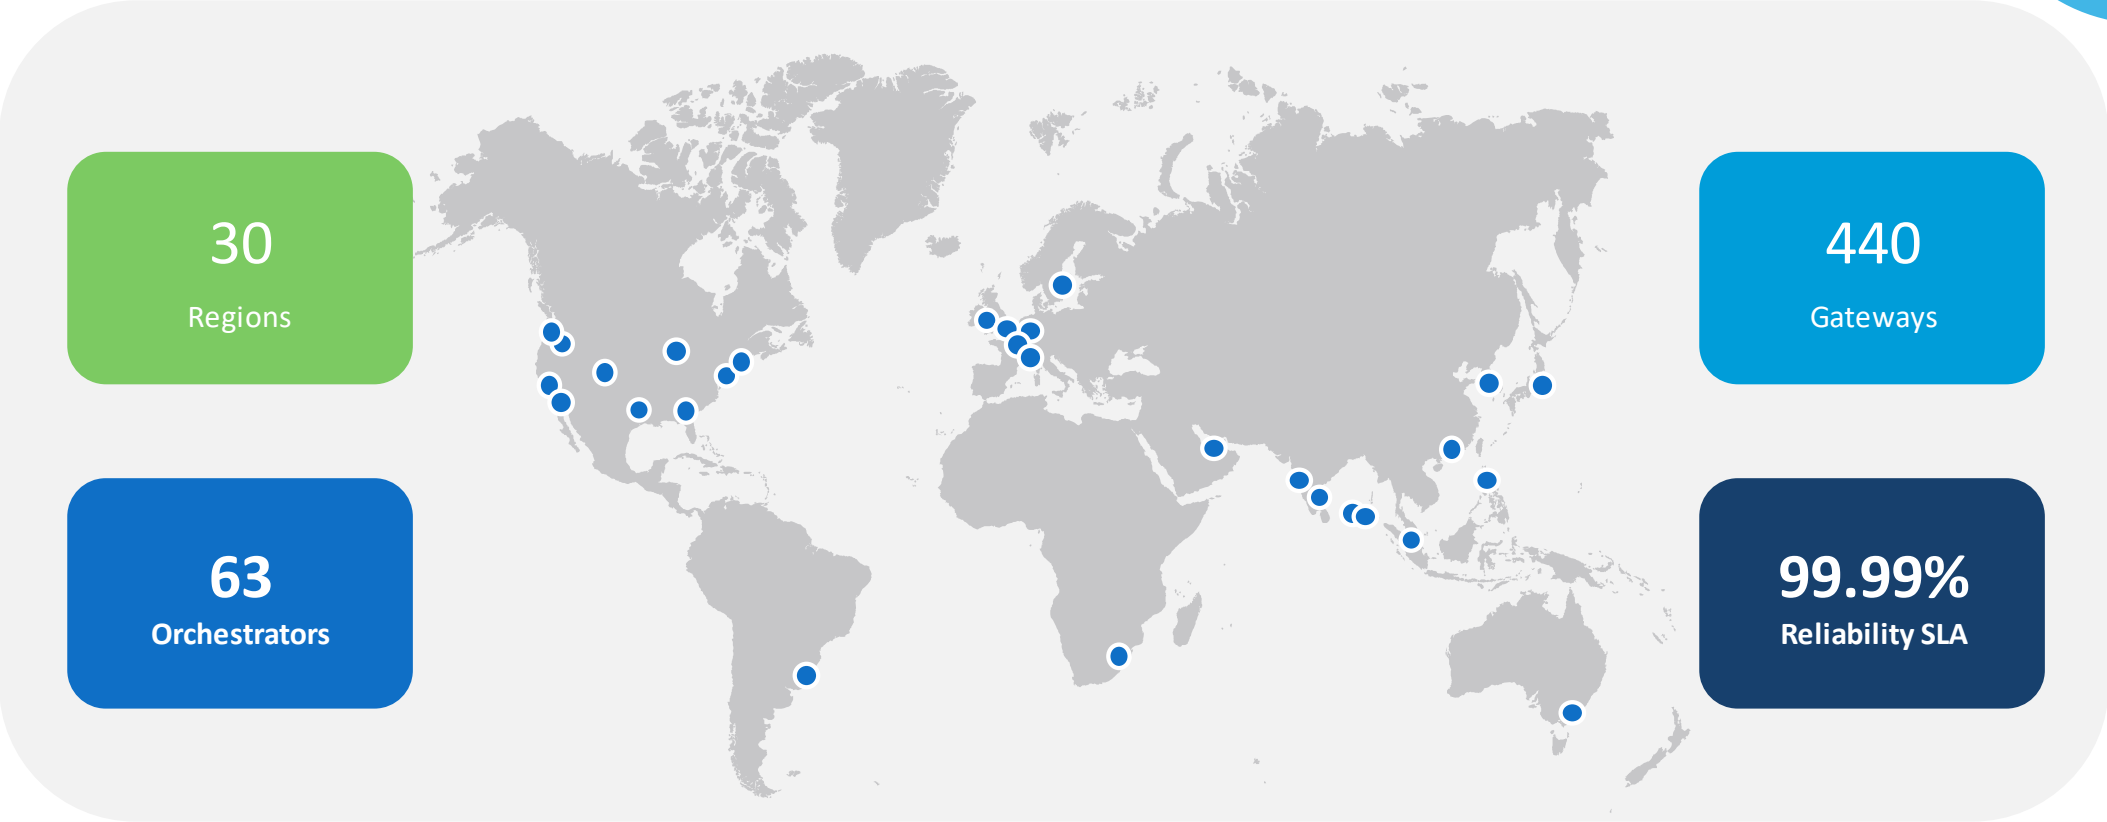 30
Regions
440
Gateways
63
Orchestrators
99.99%
Reliability SLA